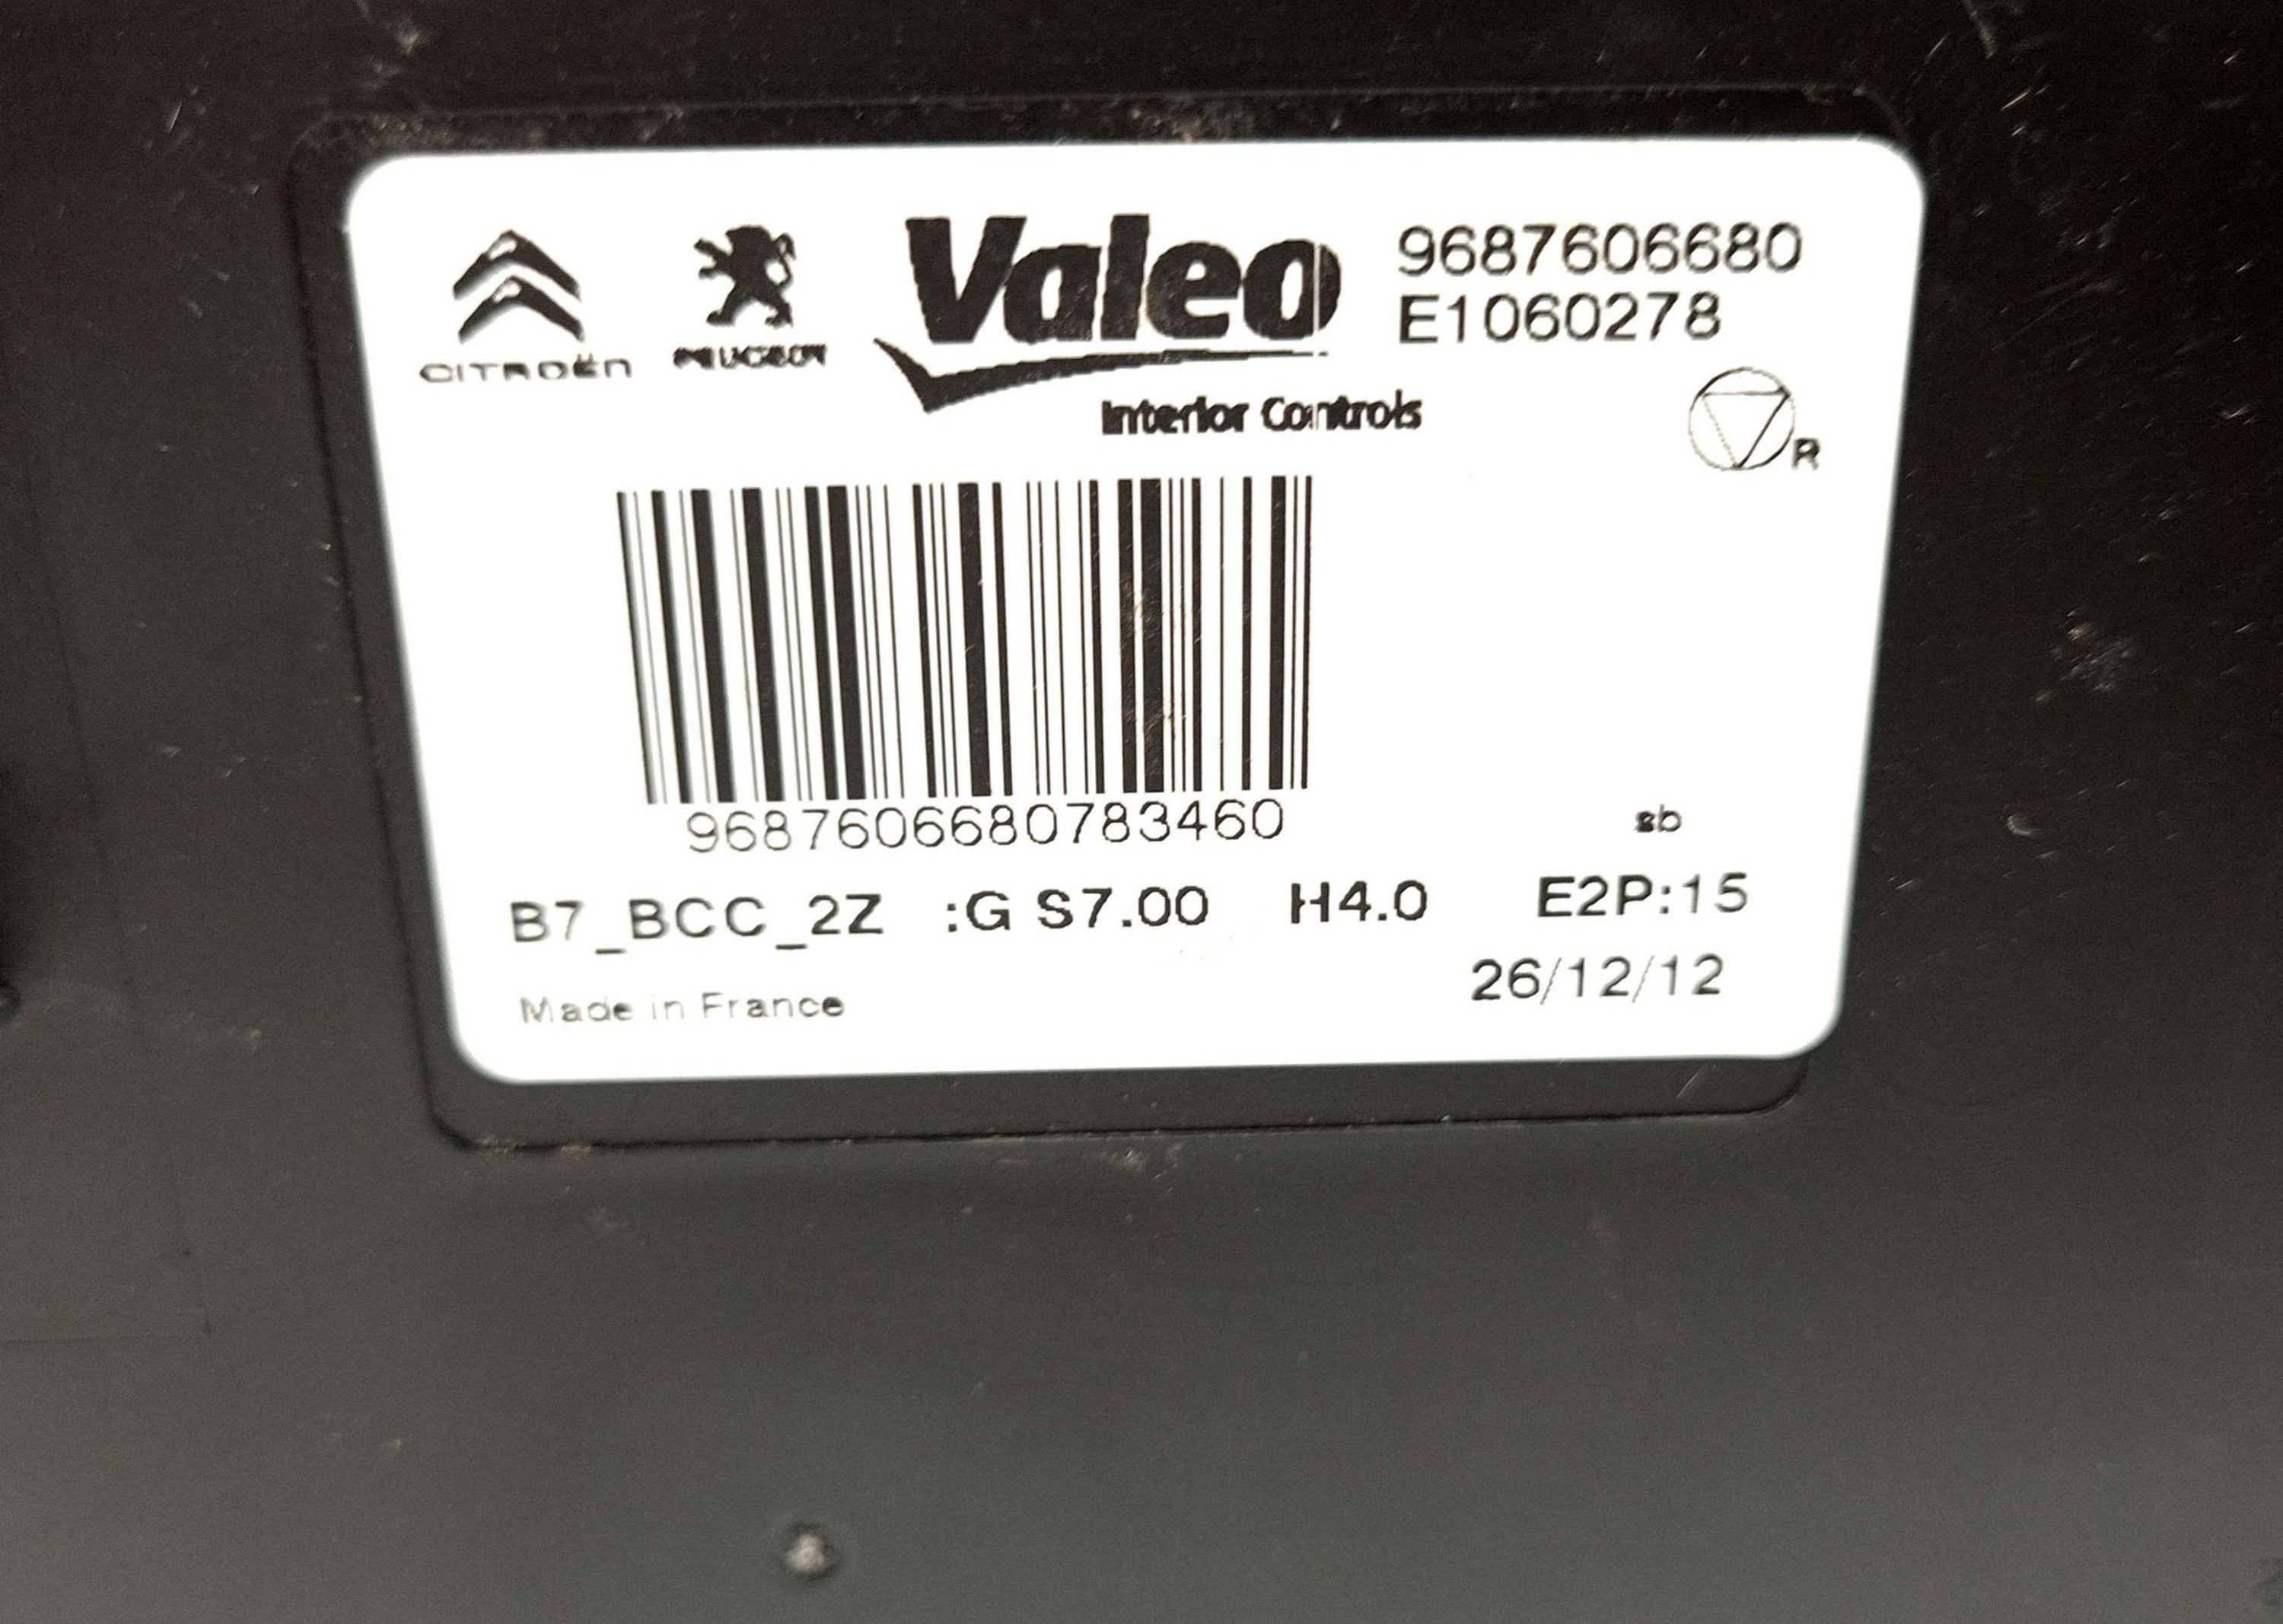 CITROËN PEUGEOT Valeo 9687606680
E1060278
Interior Controls
R
9687606680783460
sb
B7_BCC_2Z :G S7.00 H4.0 E2P:15
26/12/12
Made in France